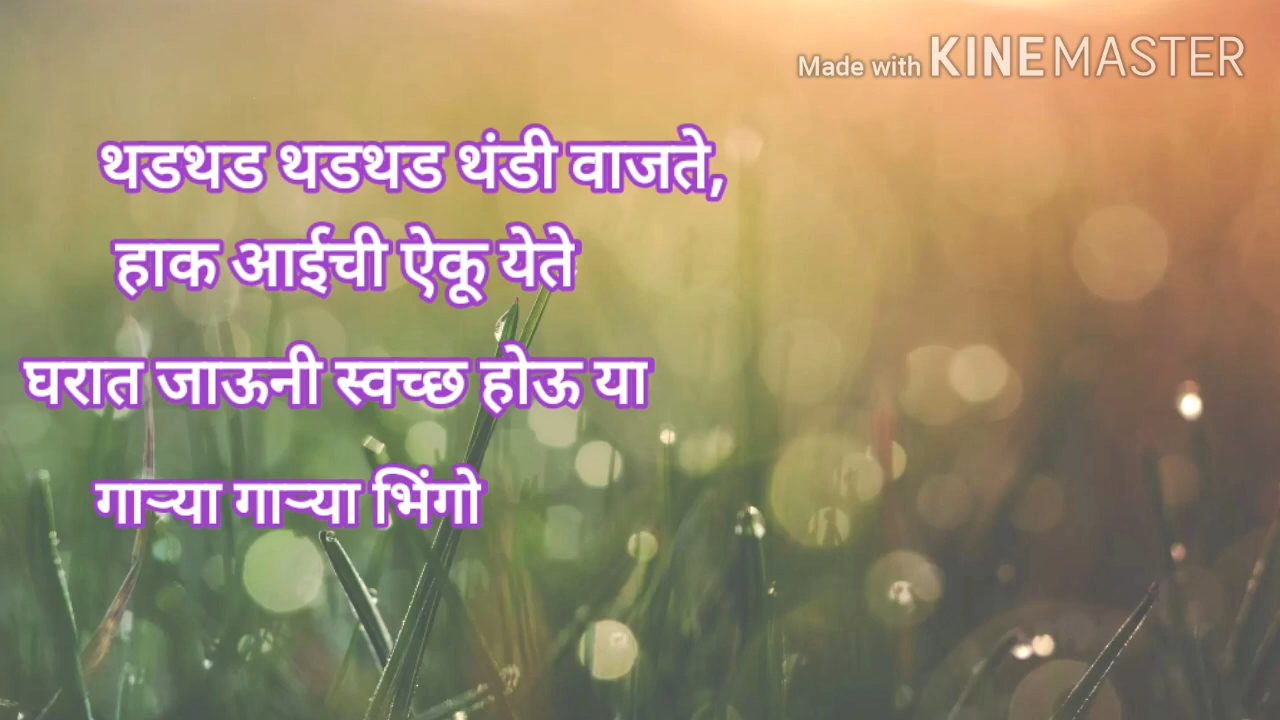 Made with KINEMASTER
थडथड थडथड थंडी वाजते,
हाक आईची ऐकू येते
घरात जाऊनी स्वच्छ होऊ या
गाऱ्या गाऱ्या भिंगो